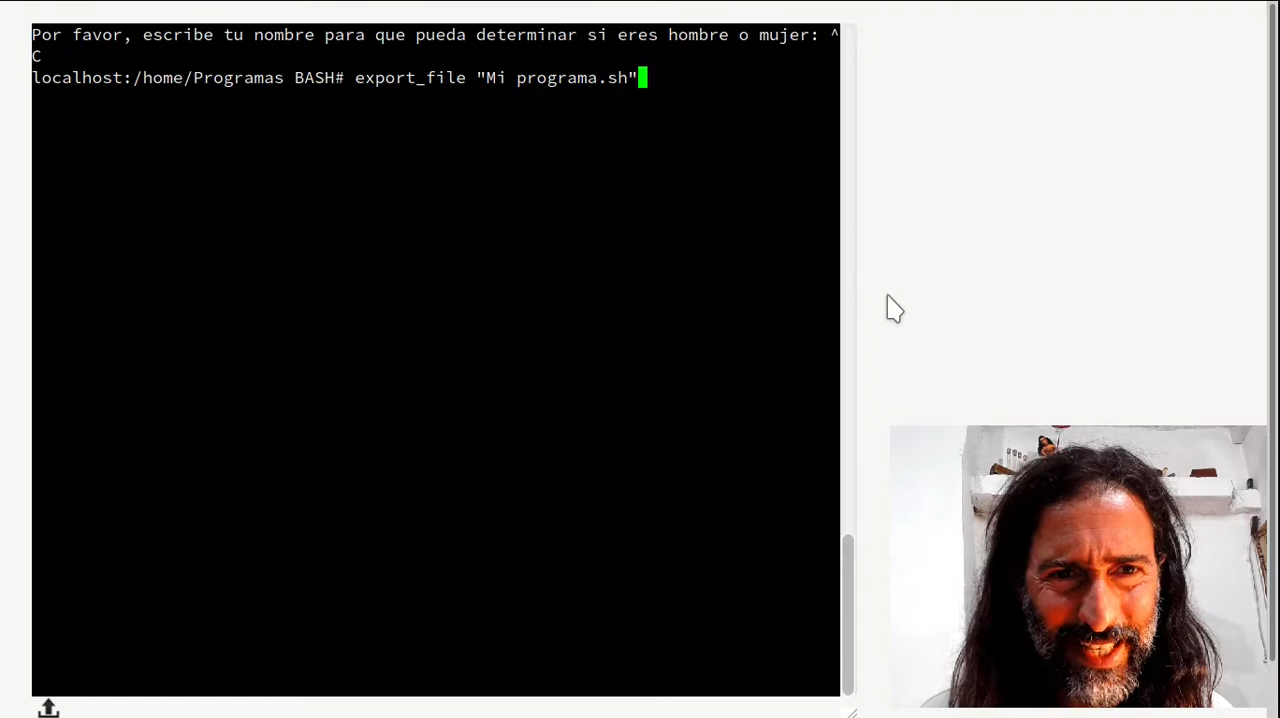 Por favor, escribe tu nombre para que pueda determinar si eres hombre o mujer: ^
C
localhost:/home/Programas BASH# export_file "Mi programa.sh"